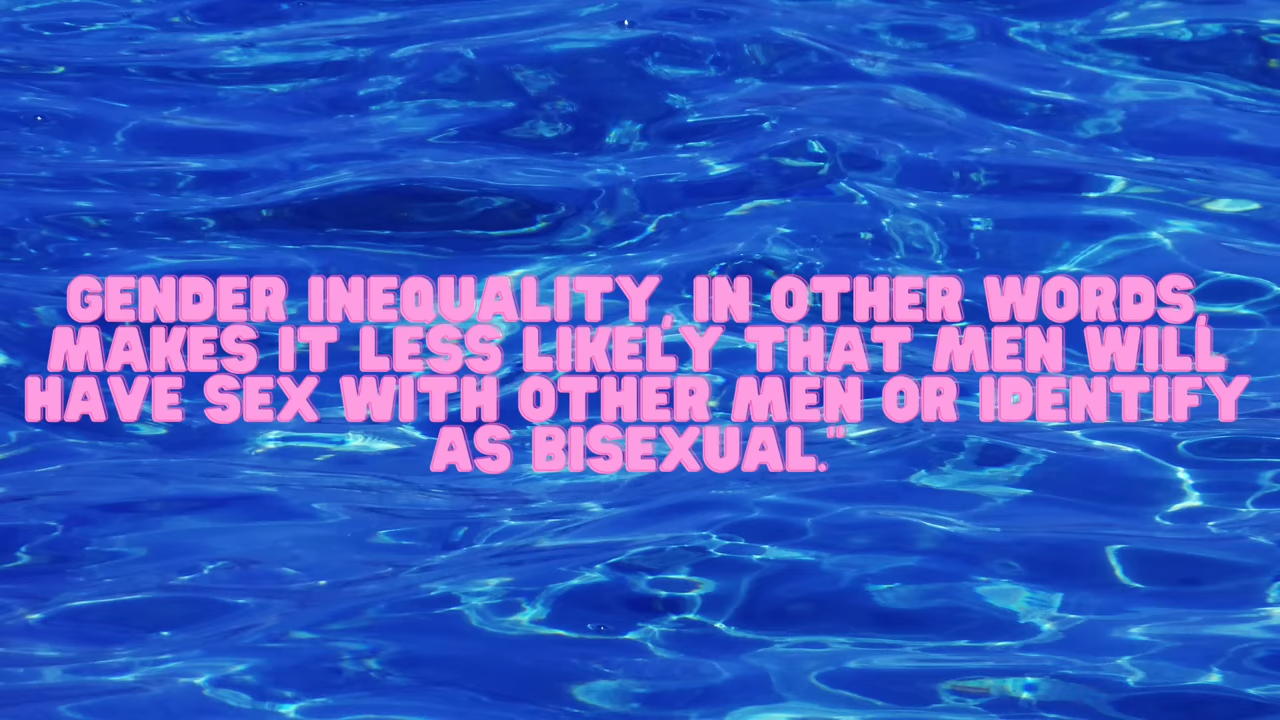 GENDER INEQUALITY, IN OTHER WORDS,
MAKES IT LESS LIKELY THAT MEN WILL
HAVE SEX WITH OTHER MEN OR IDENTIFY
AS BISEXUAL."